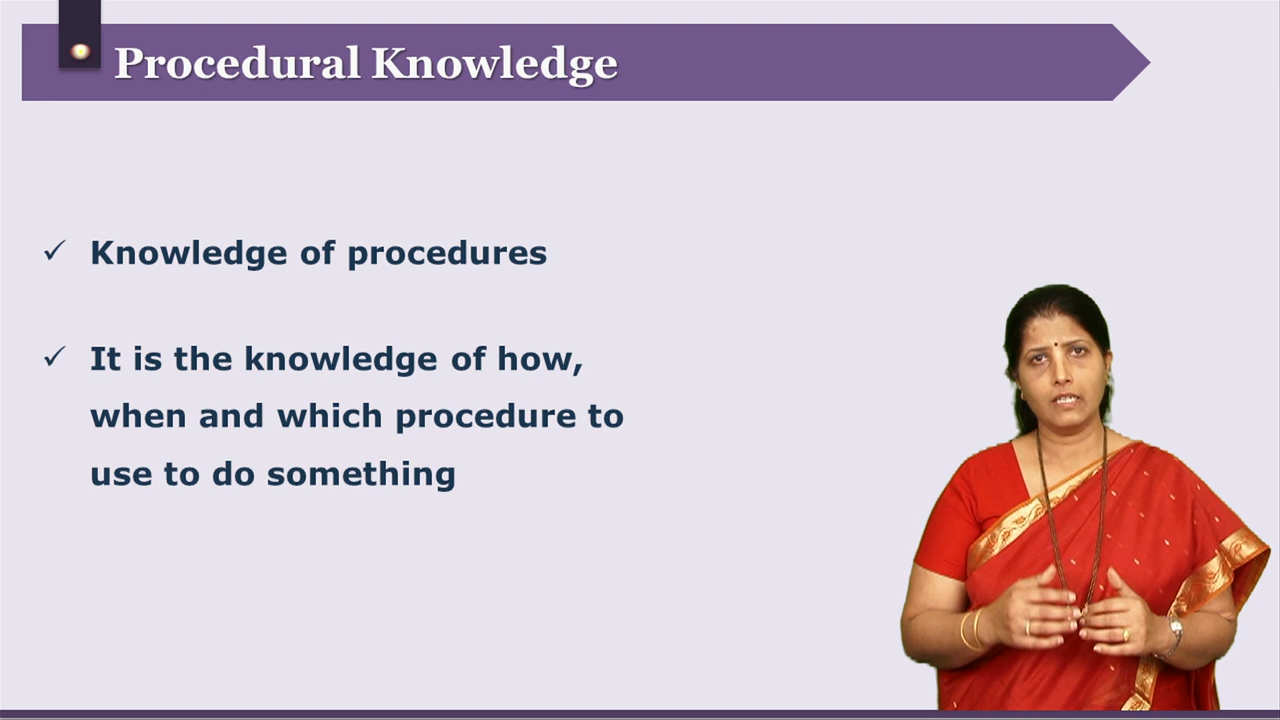 Procedural Knowledge
✓ Knowledge of procedures
✓ It is the knowledge of how,
when and which procedure to
use to do something